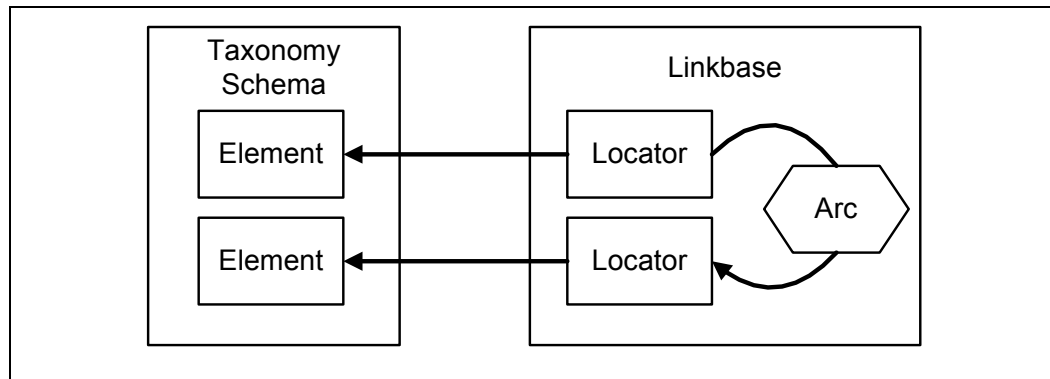 Taxonomy
Schema
Element
Element
Linkbase
Locator
Locator
Arc